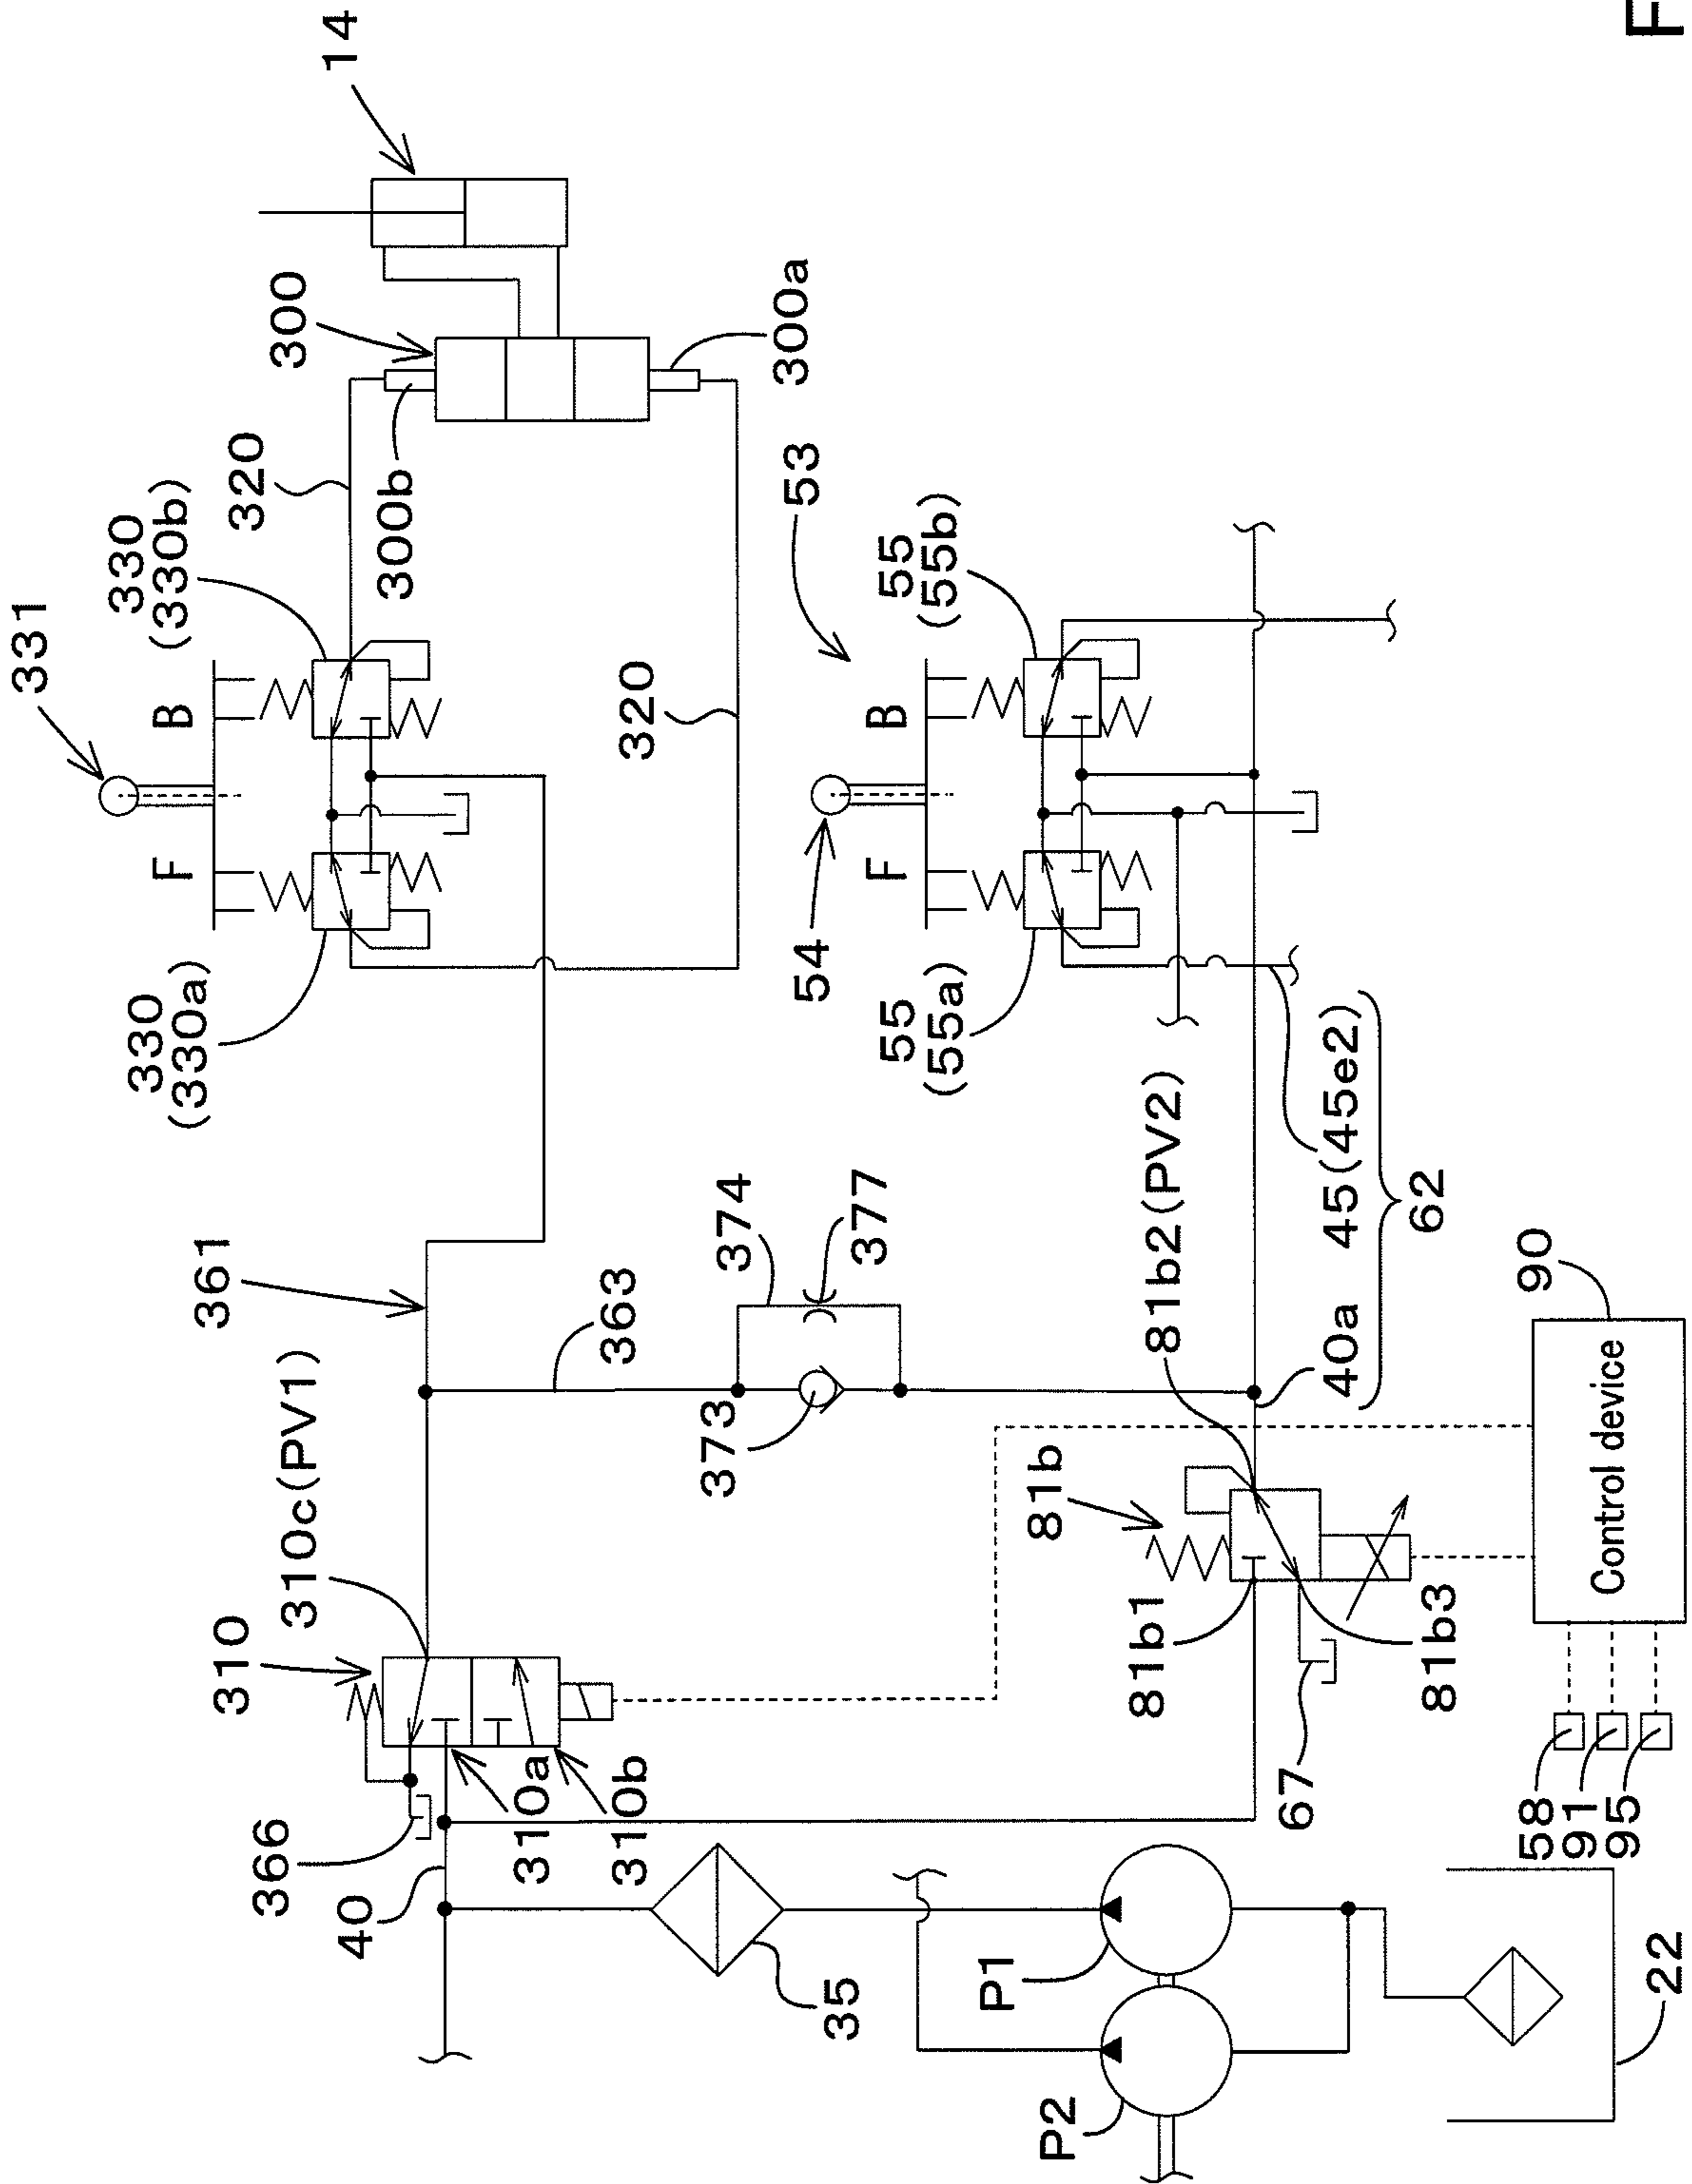 F
14
300
300a
300b
320
331
B
F
330
(330b)
330
(330a)
320
53
55
(55b)
B
F
54
55
(55a)
361
363
374
377
373
81b2(PV2)
40a 45(45e2)
62
90
Control device
310c(PV1)
310
81b
81b1
81b3
67
58
91
95
366
40
310a
310b
35
P1
P2
22